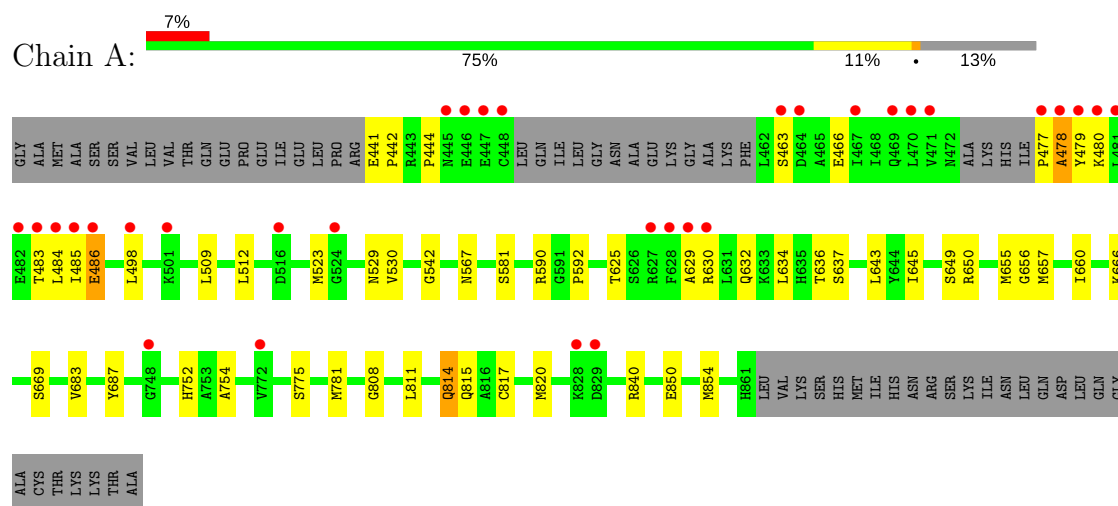 7%
Chain A:
75% 11% • 13%
GLY ALA MET ALA SER SER VAL LEU VAL THR GLN GLU PRO GLU ILE GLU LEU PRO ARG E441 P442 R443 P444 N445 E446 E447 C448 LEU GLN ILE LEU GLY ASN ALA GLU LYS GLY ALA LYS PHE L462 S463 D464 A465 E466 I467 I468 Q469 L470 V471 N472 ALA LYS HIS ILE P477 A478 Y479 K480 L481
E482 T483 L484 I485 E486 L498 K501 L509 L512 D516 M523 G524 N529 V530 G542 N567 S581 R590 G591 P592 T625 S626 R627 F628 A629 R630 L631 Q632 K633 L634 H635 T636 S637 L643 Y644 I645 S649 R650 M655 G656 M657 I660 K666
S669 V683 Y687 G748 H752 A753 A754 V772 S775 M781 G808 L811 Q814 Q815 A816 C817 M820 K828 D829 R840 E850 M854 H861 LEU VAL LYS SER HIS MET ILE HIS ASN ARG SER LYS ILE ASN LEU GLN ASP LEU GLN GLY
ALA CYS THR LYS LYS THR ALA